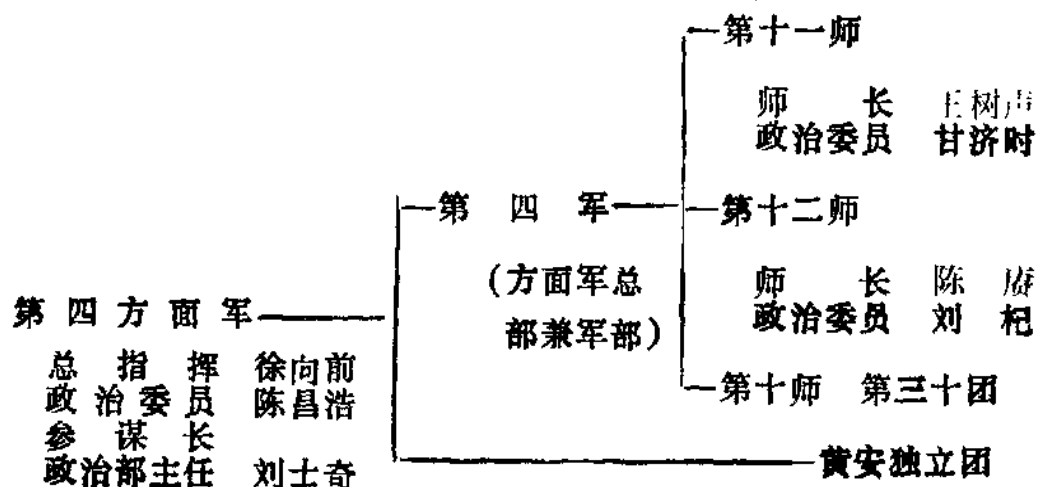 第十一师
师长 王树声
政治委员 甘济时
第四军
第十二师
(方面军总
部兼军部)
师长 陈赓
政治委员 刘杞
第四方面军
总指挥 徐向前
政治委员 陈昌浩
参谋长
政治部主任 刘士奇
第十师 第三十团
黄安独立团